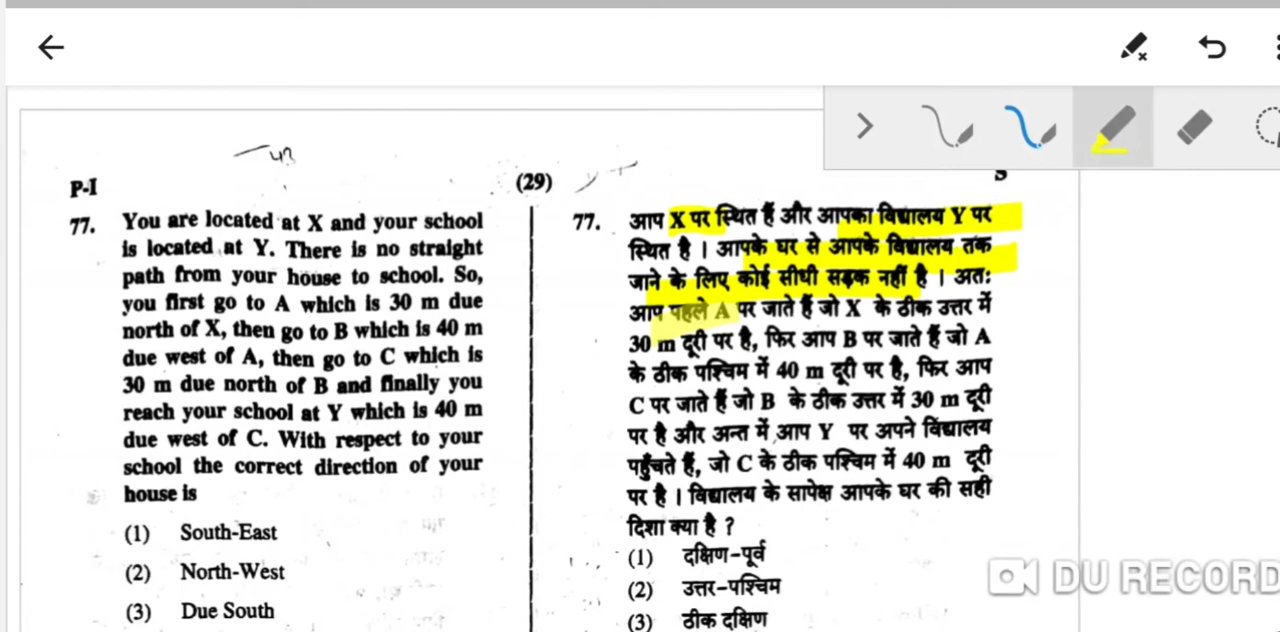 P-I
(29)
S
77. You are located at X and your school
is located at Y. There is no straight
path from your house to school. So,
you first go to A which is 30 m due
north of X, then go to B which is 40 m
due west of A, then go to C which is
30 m due north of B and finally you
reach your school at Y which is 40 m
due west of C. With respect to your
school the correct direction of your
house is
(1) South-East
(2) North-West
(3) Due South
77. आप X पर स्थित हैं और आपका विद्यालय Y पर
स्थित है । आपके घर से आपके विद्यालय तक
जाने के लिए कोई सीधी सड़क नहीं है । अतः
आप पहले A पर जाते हैं जो X के ठीक उत्तर में
30 m दूरी पर है, फिर आप B पर जाते हैं जो A
के ठीक पश्चिम में 40 m दूरी पर है, फिर आप
C पर जाते हैं जो B के ठीक उत्तर में 30 m दूरी
पर है और अन्त में आप Y पर अपने विद्यालय
पहुँचते हैं, जो C के ठीक पश्चिम में 40 m दूरी
पर है । विद्यालय के सापेक्ष आपके घर की सही
दिशा क्या है ?
(1) दक्षिण-पूर्व
(2) उत्तर-पश्चिम
(3) ठीक दक्षिण
DU RECORD